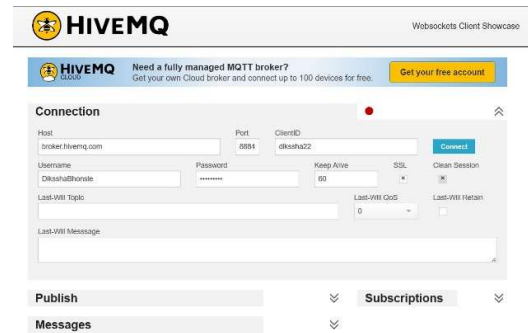 HIVEMQ
Websockets Client Showcase
HIVEMQ
CLOUD
Need a fully managed MQTT broker?
Get your own Cloud broker and connect up to 100 devices for free.
Get your free account
Connection
Host Port ClientID
broker.hivemq.com 8884 dikssha22 Connect
Username Password Keep Alive SSL Clean Session
DiksshaBhonsle ••••••••• 60
Last-Will Topic Last-Will QoS Last-Will Retain
0
Last-Will Messsage
Publish Subscriptions
Messages